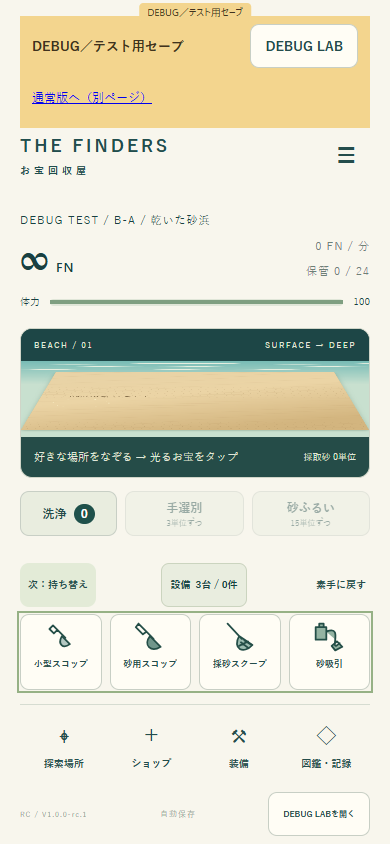 DEBUG／テスト用セーブ
DEBUG／テスト用セーブ
DEBUG LAB
通常版へ（別ページ）
THE FINDERS
お宝回収屋
☰
DEBUG TEST / B-A / 乾いた砂浜
∞ FN
0 FN / 分
保管 0 / 24
体力
100
BEACH / 01
SURFACE → DEEP
好きな場所をなぞる → 光るお宝をタップ
採取砂 0単位
洗浄 0
手選別
3単位ずつ
砂ふるい
15単位ずつ
次：持ち替え
設備 3台 / 0件
素手に戻す
小型スコップ
砂用スコップ
採砂スクープ
砂吸引
探索場所
ショップ
装備
図鑑・記録
RC / V1.0.0-rc.1
自動保存
DEBUG LABを開く